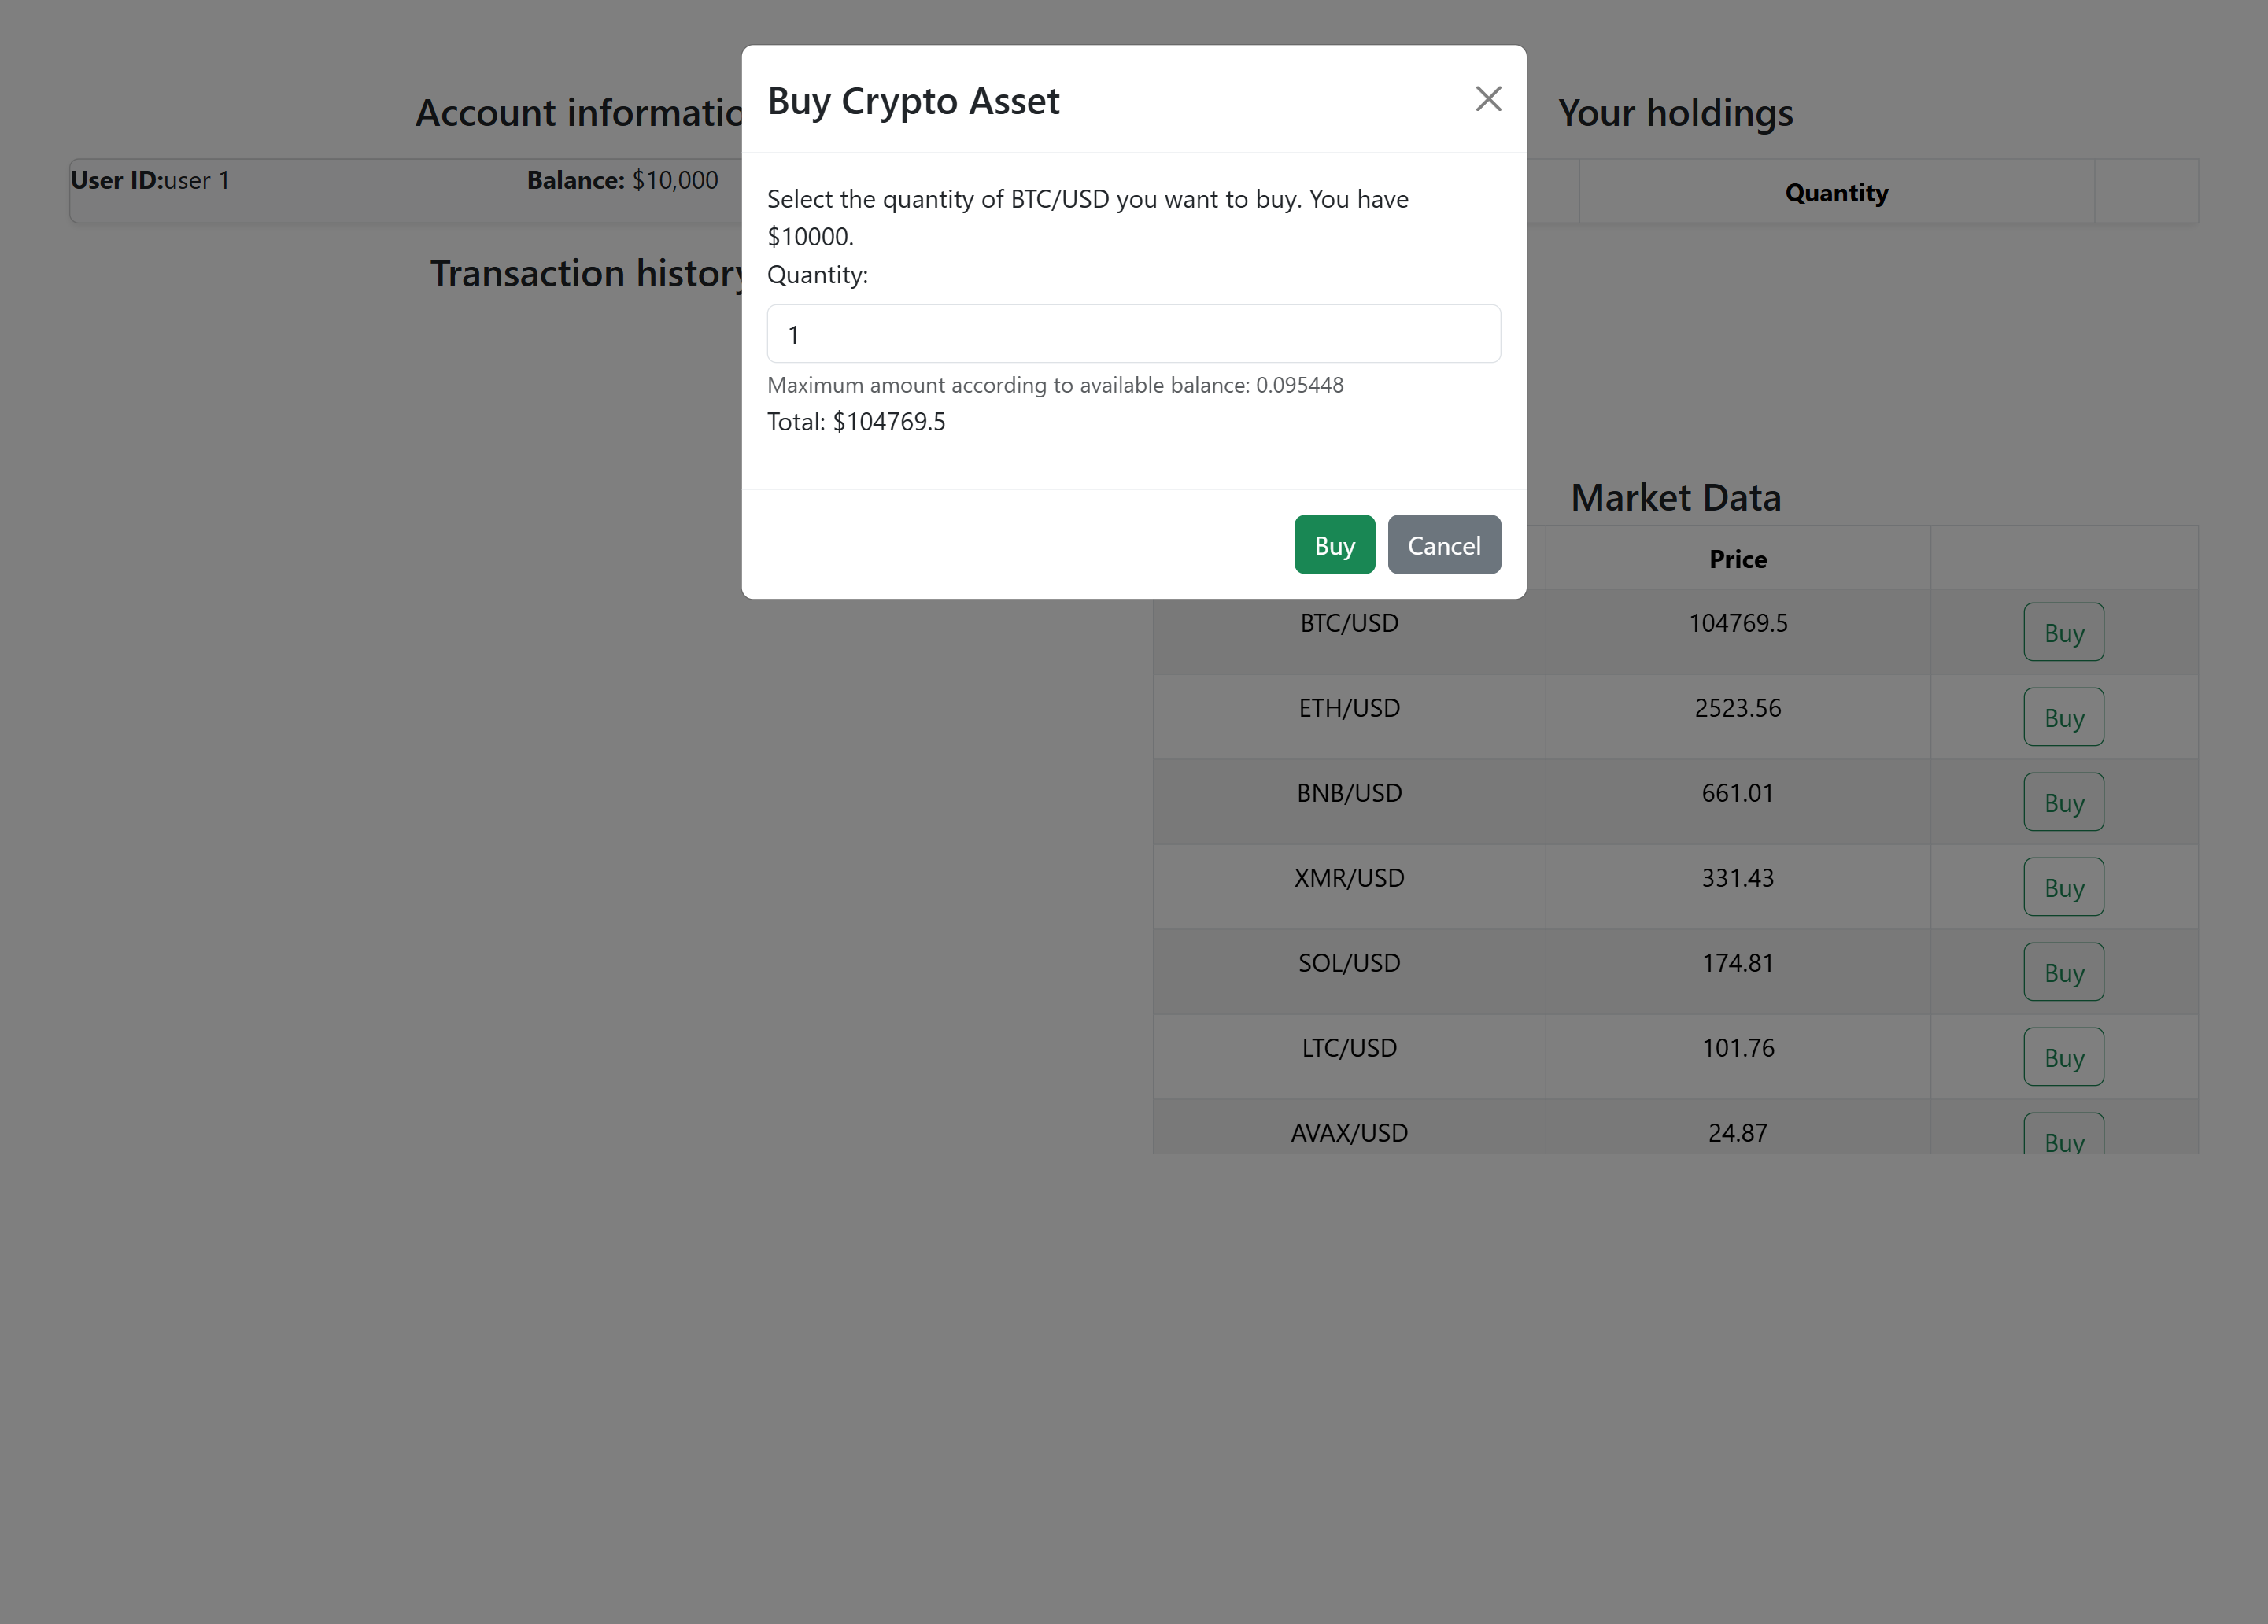 Buy Crypto Asset
Select the quantity of BTC/USD you want to buy. You have
$10000.
Quantity:
1
Maximum amount according to available balance: 0.095448
Total: $104769.5
Buy Cancel
Account informatio
User ID:user 1 Balance: $10,000
Transaction history
Your holdings
Quantity
Market Data
Price
BTC/USD 104769.5 Buy
ETH/USD 2523.56 Buy
BNB/USD 661.01 Buy
XMR/USD 331.43 Buy
SOL/USD 174.81 Buy
LTC/USD 101.76 Buy
AVAX/USD 24.87 Buy